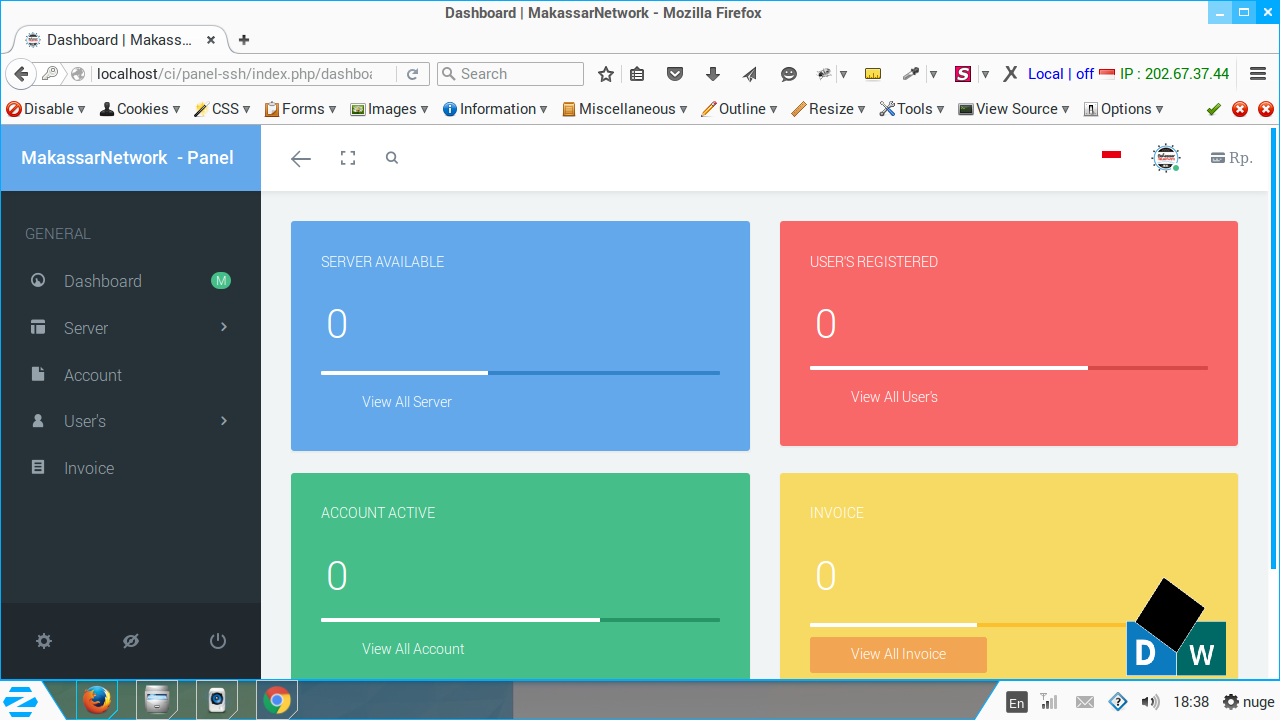 Dashboard | MakassarNetwork - Mozilla Firefox
Dashboard | Makass...
localhost/ci/panel-ssh/index.php/dashboa
Search
Local | off
IP : 202.67.37.44
Disable
Cookies
CSS
Forms
Images
Information
Miscellaneous
Outline
Resize
Tools
View Source
Options
MakassarNetwork - Panel
Rp.
GENERAL
Dashboard
M
Server
Account
User's
Invoice
SERVER AVAILABLE
0
View All Server
USER'S REGISTERED
0
View All User's
ACCOUNT ACTIVE
0
View All Account
INVOICE
0
View All Invoice
D W
En
18:38
nuge